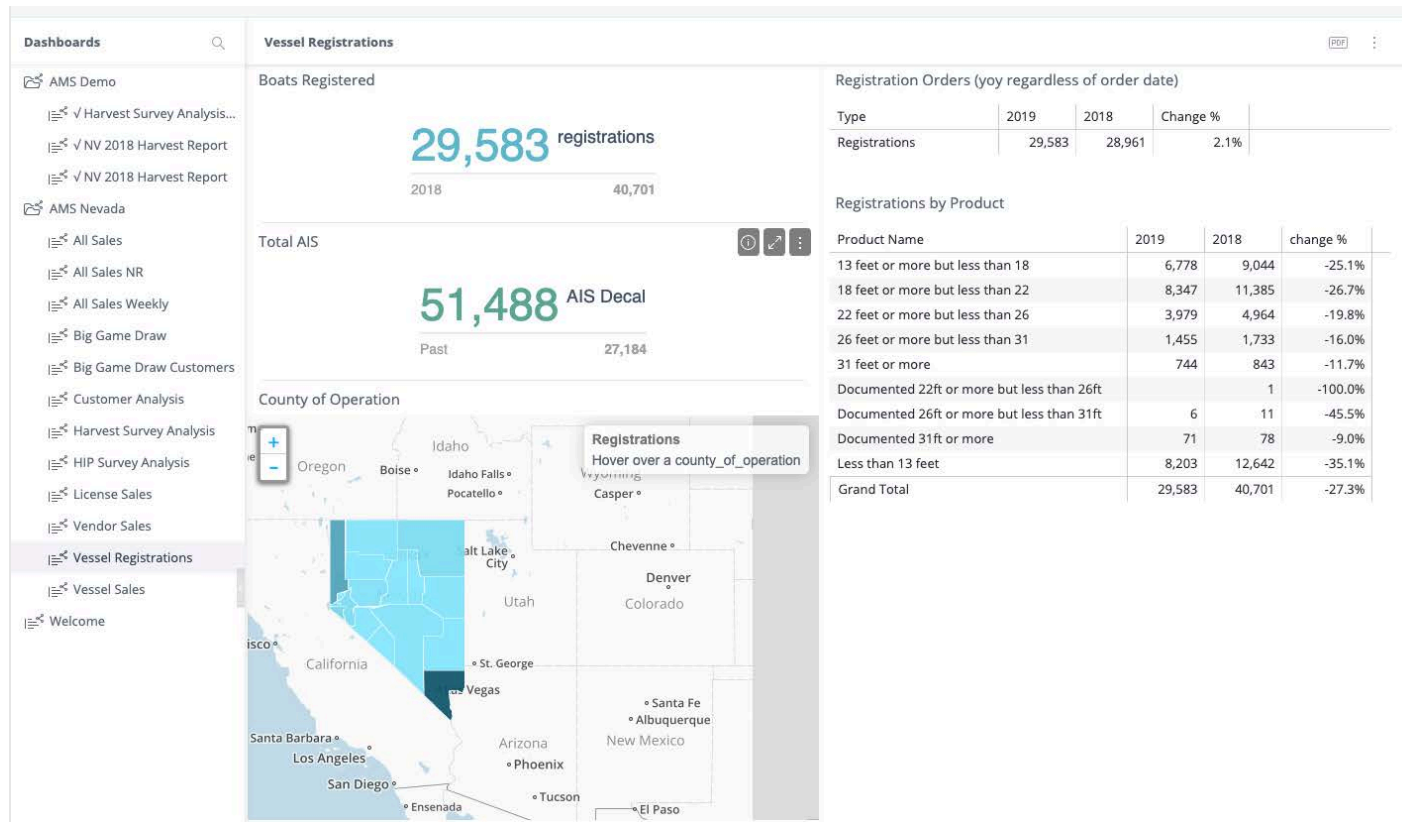 Dashboards
AMS Demo
√ Harvest Survey Analysis...
√ NV 2018 Harvest Report
√ NV 2018 Harvest Report
AMS Nevada
All Sales
All Sales NR
All Sales Weekly
Big Game Draw
Big Game Draw Customers
Customer Analysis
Harvest Survey Analysis
HIP Survey Analysis
License Sales
Vendor Sales
Vessel Registrations
Vessel Sales
Welcome
Vessel Registrations
PDF
Boats Registered
29,583 registrations
2018 40,701
Total AIS
51,488 AIS Decal
Past 27,184
County of Operation
+
−
Registrations
Hover over a county_of_operation
Idaho
Oregon
Boise
Idaho Falls
Wyoming
Pocatello
Casper
Cheyenne
alt Lake
City
Denver
Utah
Colorado
isco
California
St. George
as Vegas
Santa Fe
Albuquerque
Santa Barbara
Arizona
New Mexico
Los Angeles
Phoenix
San Diego
Tucson
Ensenada
El Paso
Registration Orders (yoy regardless of order date)
Type 2019 2018 Change %
Registrations 29,583 28,961 2.1%
Registrations by Product
Product Name 2019 2018 change %
13 feet or more but less than 18 6,778 9,044 -25.1%
18 feet or more but less than 22 8,347 11,385 -26.7%
22 feet or more but less than 26 3,979 4,964 -19.8%
26 feet or more but less than 31 1,455 1,733 -16.0%
31 feet or more 744 843 -11.7%
Documented 22ft or more but less than 26ft 1 -100.0%
Documented 26ft or more but less than 31ft 6 11 -45.5%
Documented 31ft or more 71 78 -9.0%
Less than 13 feet 8,203 12,642 -35.1%
Grand Total 29,583 40,701 -27.3%